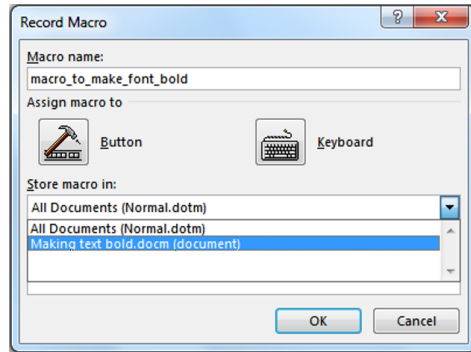 Record Macro
Macro name:
macro_to_make_font_bold
Assign macro to
Button
Keyboard
Store macro in:
All Documents (Normal.dotm)
All Documents (Normal.dotm)
Making text bold.docm (document)
OK
Cancel